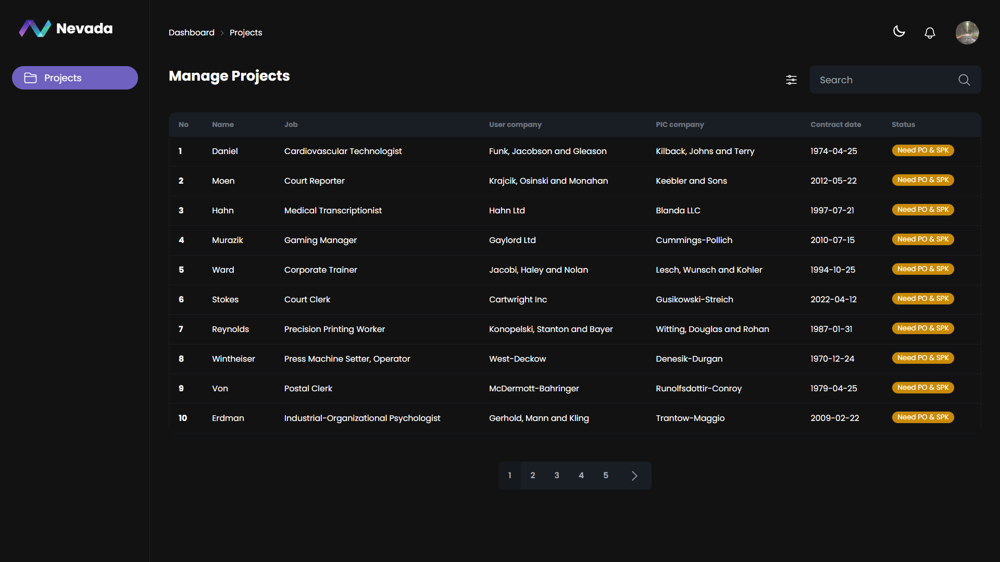 Nevada
Dashboard Projects
Projects
Manage Projects
Search
No Name Job User company PIC company Contract date Status
1 Daniel Cardiovascular Technologist Funk, Jacobson and Gleason Kilback, Johns and Terry 1974-04-25 Need PO & SPK
2 Moen Court Reporter Krajcik, Osinski and Monahan Keebler and Sons 2012-05-22 Need PO & SPK
3 Hahn Medical Transcriptionist Hahn Ltd Blanda LLC 1997-07-21 Need PO & SPK
4 Murazik Gaming Manager Gaylord Ltd Cummings-Pollich 2010-07-15 Need PO & SPK
5 Ward Corporate Trainer Jacobi, Haley and Nolan Lesch, Wunsch and Kohler 1994-10-25 Need PO & SPK
6 Stokes Court Clerk Cartwright Inc Gusikowski-Streich 2022-04-12 Need PO & SPK
7 Reynolds Precision Printing Worker Konopelski, Stanton and Bayer Witting, Douglas and Rohan 1987-01-31 Need PO & SPK
8 Wintheiser Press Machine Setter, Operator West-Deckow Denesik-Durgan 1970-12-24 Need PO & SPK
9 Von Postal Clerk McDermott-Bahringer Runolfsdottir-Conroy 1979-04-25 Need PO & SPK
10 Erdman Industrial-Organizational Psychologist Gerhold, Mann and Kling Trantow-Maggio 2009-02-22 Need PO & SPK
1 2 3 4 5